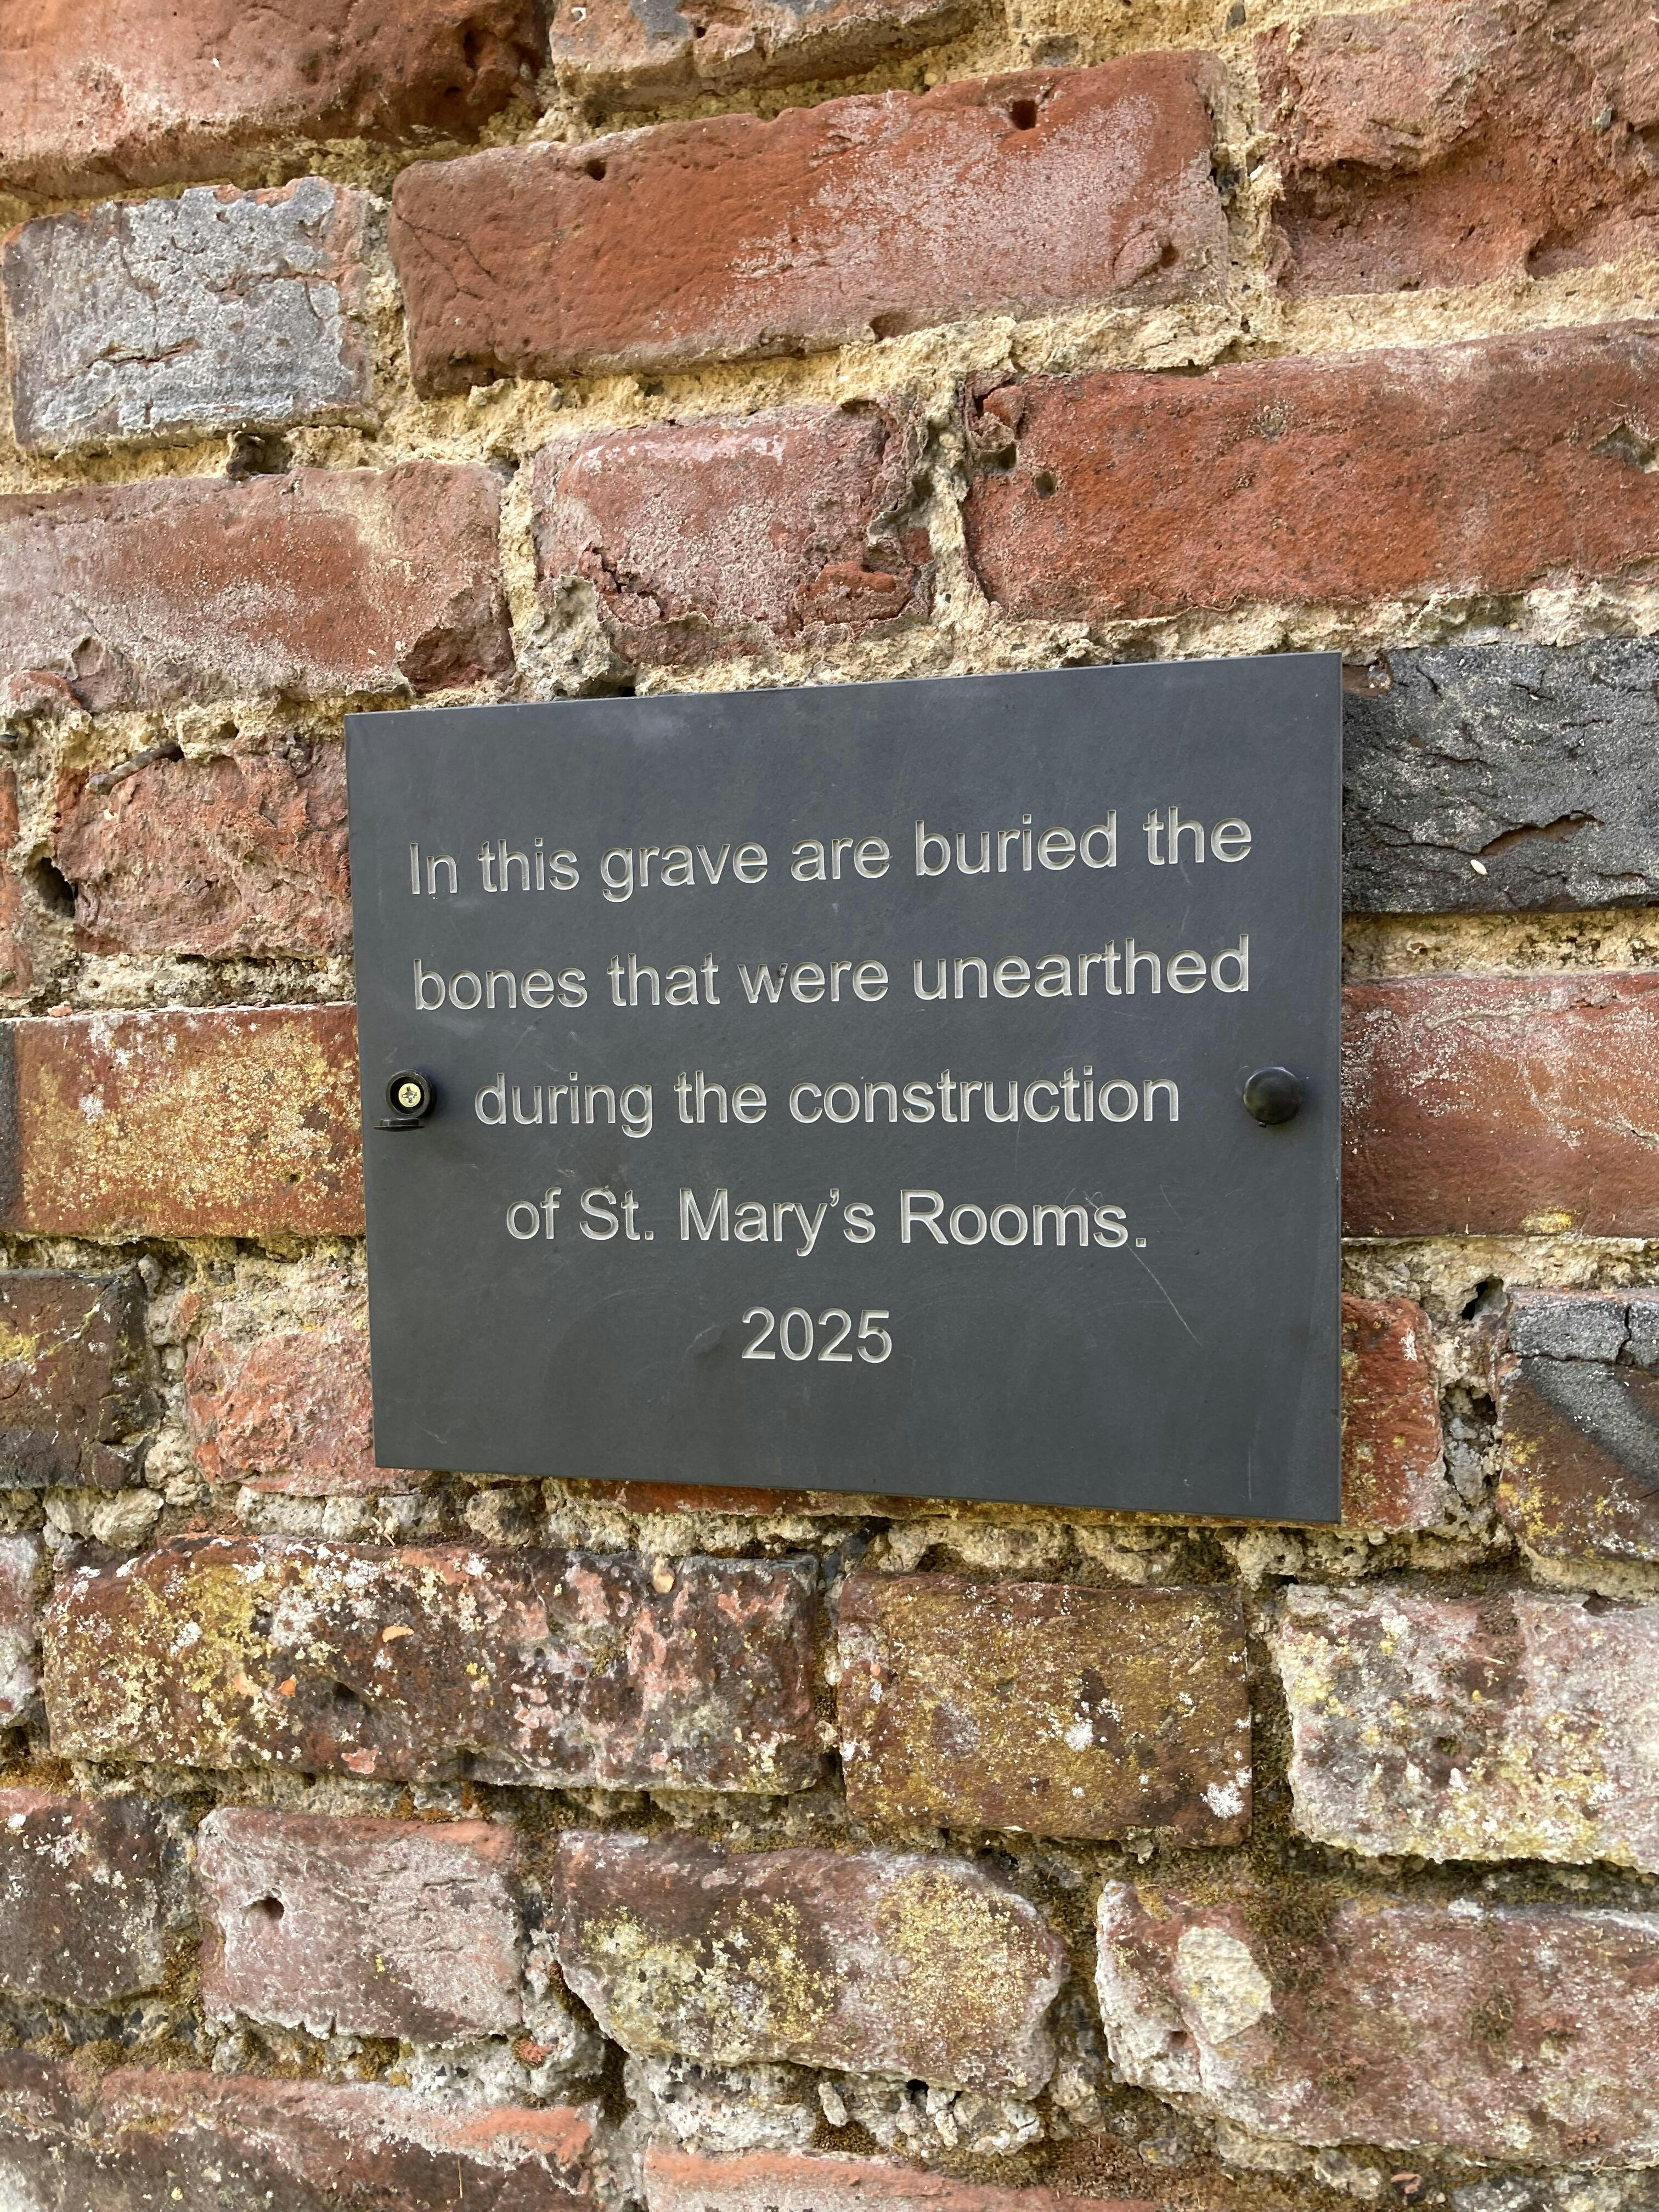 In this grave are buried the
bones that were unearthed
during the construction
of St. Mary's Rooms.
2025